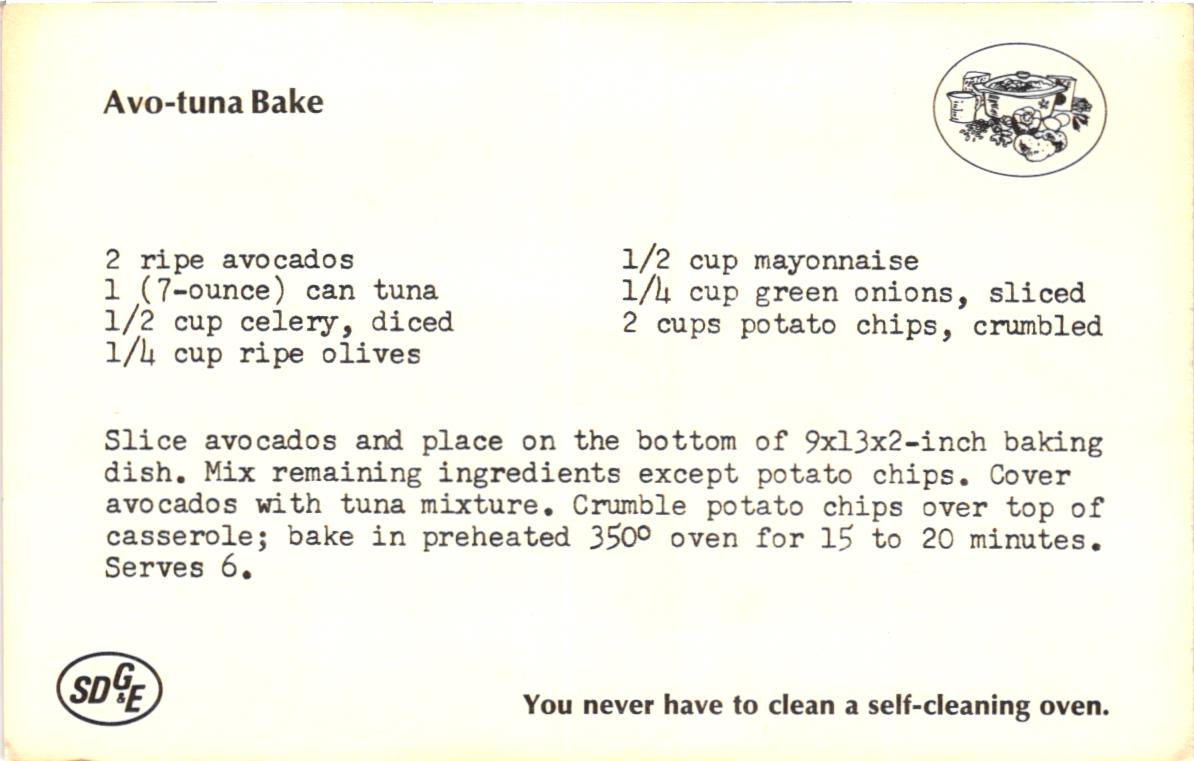 Avo-tuna Bake
2 ripe avocados
1 (7-ounce) can tuna
1/2 cup celery, diced
1/4 cup ripe olives
1/2 cup mayonnaise
1/4 cup green onions, sliced
2 cups potato chips, crumbled
Slice avocados and place on the bottom of 9x13x2-inch baking
dish. Mix remaining ingredients except potato chips. Cover
avocados with tuna mixture. Crumble potato chips over top of
casserole; bake in preheated 350º oven for 15 to 20 minutes.
Serves 6.
SDG&E
You never have to clean a self-cleaning oven.